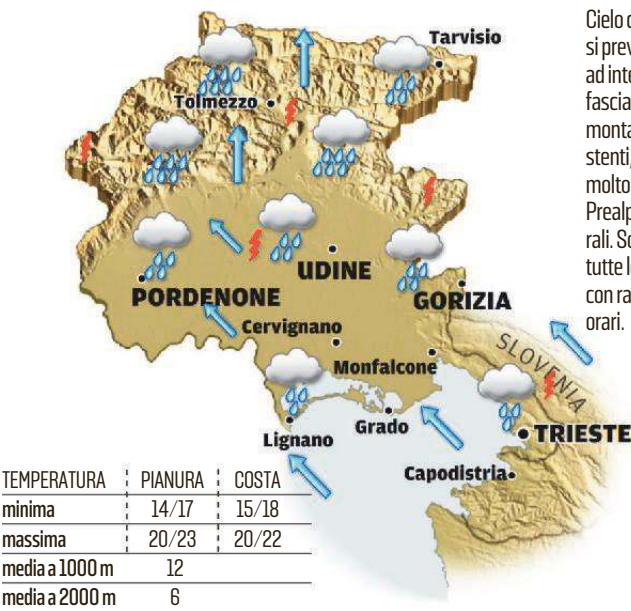 Tarvisio
Tolmezzo
UDINE
PORDENONE
GORIZIA
Cervignano
Monfalcone
SLOVENIA
Lignano
Grado
TRIESTE
Capodistria
TEMPERATURA PIANURA COSTA
minima 14/17 15/18
massima 20/23 20/22
media a 1000 m 12
media a 2000 m 6
Cielo
si prev
ad inte
fascia
monta
stenti,
molto
Prealp
rali. So
tutte l
con ra
orari.